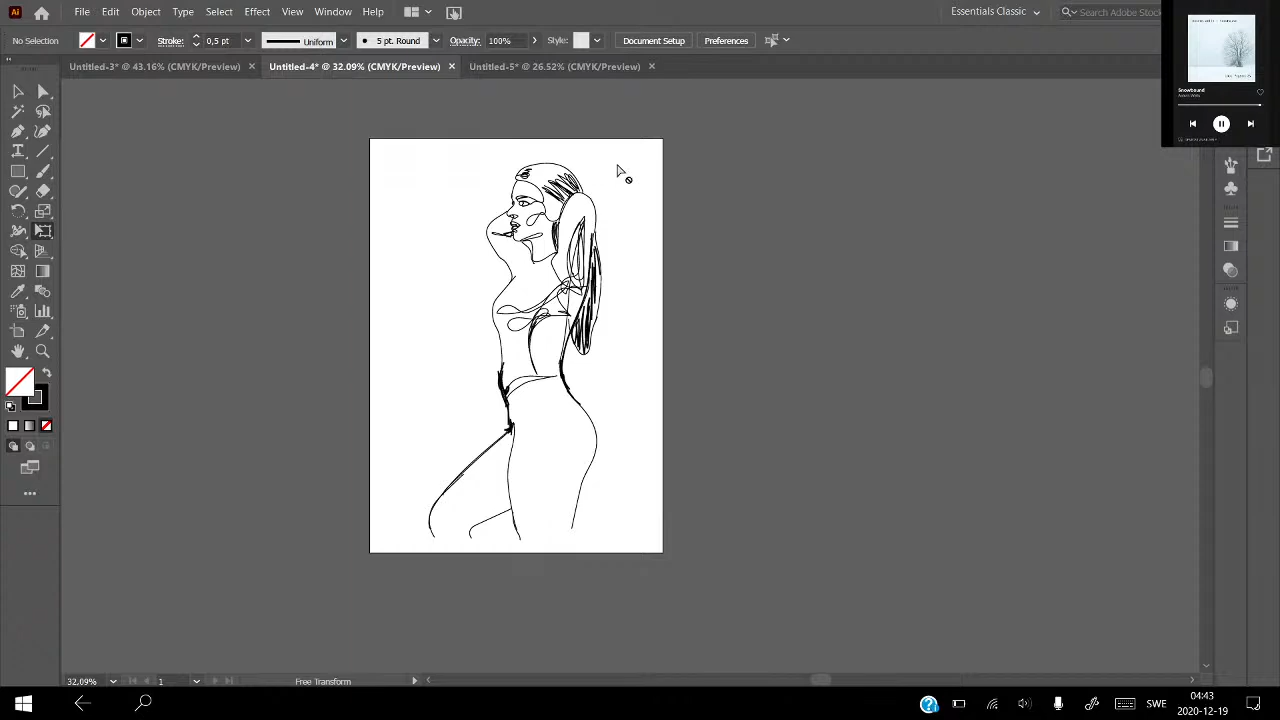 Ai File Edit Object Type Select Effect View Window Help Essentials Classic Search Adobe Stock
No Selection Stroke: 0,5 pt Uniform 5 pt. Round Opacity: 100% Style: Document Setup Preferences
Untitled-3* @ 43.16% (CMYK/Preview) × Untitled-4* @ 32.09% (CMYK/Preview) × Untitled-5* @ 26.51% (CMYK/Preview) ×
Snowbound
32.09% 1 Free Transform
SWE
04:43
2020-12-19